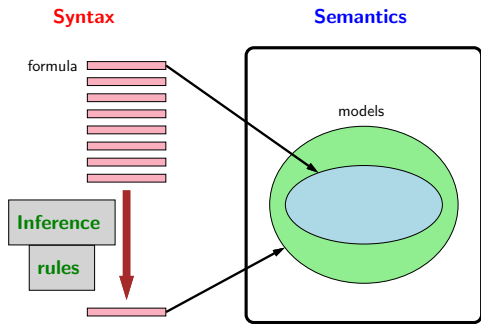 Syntax
Semantics
formula
models
Inference
rules